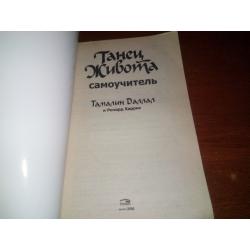 Танец
Живота
самоучитель
Тамалин Даллал
и Ричард Харрис